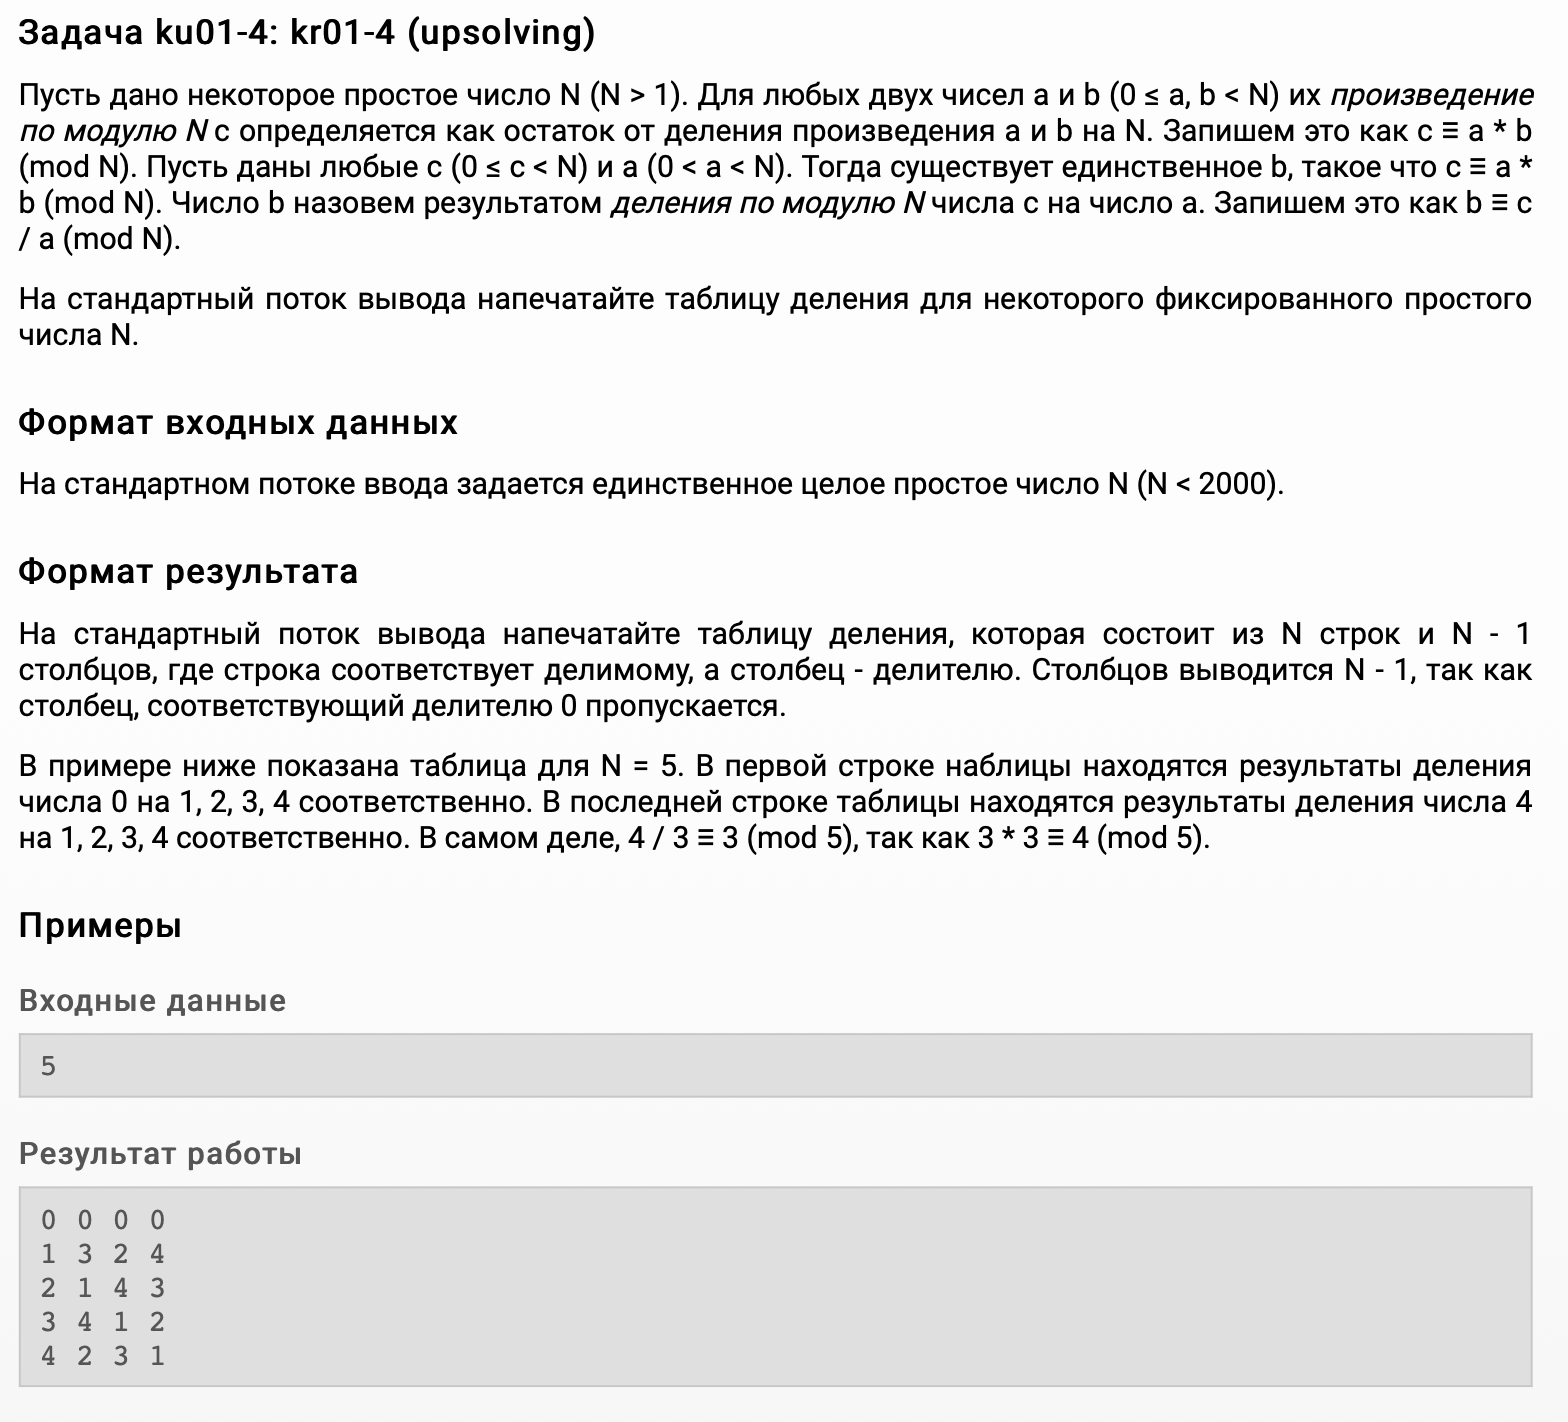 Задача ku01-4: kr01-4 (upsolving)
Пусть дано некоторое простое число N (N > 1). Для любых двух чисел a и b (0 ≤ a, b < N) их произведение
по модулю N c определяется как остаток от деления произведения a и b на N. Запишем это как c ≡ a * b
(mod N). Пусть даны любые c (0 ≤ c < N) и a (0 < a < N). Тогда существует единственное b, такое что c ≡ a *
b (mod N). Число b назовем результатом деления по модулю N числа c на число a. Запишем это как b ≡ c
/ a (mod N).
На стандартный поток вывода напечатайте таблицу деления для некоторого фиксированного простого
числа N.
Формат входных данных
На стандартном потоке ввода задается единственное целое простое число N (N < 2000).
Формат результата
На стандартный поток вывода напечатайте таблицу деления, которая состоит из N строк и N - 1
столбцов, где строка соответствует делимому, а столбец - делителю. Столбцов выводится N - 1, так как
столбец, соответствующий делителю 0 пропускается.
В примере ниже показана таблица для N = 5. В первой строке наблицы находятся результаты деления
числа 0 на 1, 2, 3, 4 соответственно. В последней строке таблицы находятся результаты деления числа 4
на 1, 2, 3, 4 соответственно. В самом деле, 4 / 3 ≡ 3 (mod 5), так как 3 * 3 ≡ 4 (mod 5).
Примеры
Входные данные
5
Результат работы
0 0 0 0
1 3 2 4
2 1 4 3
3 4 1 2
4 2 3 1